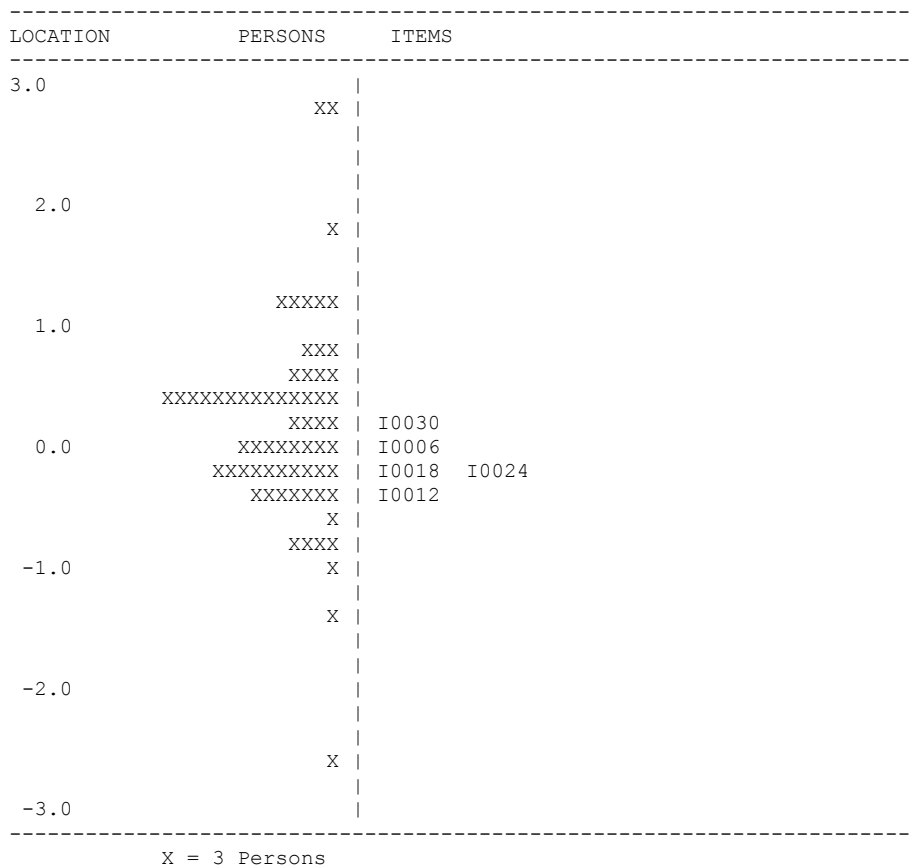 LOCATION PERSONS ITEMS
3.0 |
XX |
|
|
|
2.0 |
X |
|
|
XXXXX |
1.0 |
XXX |
XXXX |
XXXXXXXXXXXXXX |
XXXX | I0030
0.0 XXXXXXXX | I0006
XXXXXXXXXX | I0018 I0024
XXXXXXX | I0012
X |
XXXX |
-1.0 X |
|
X |
|
|
-2.0 |
|
|
X |
|
-3.0 |
X = 3 Persons